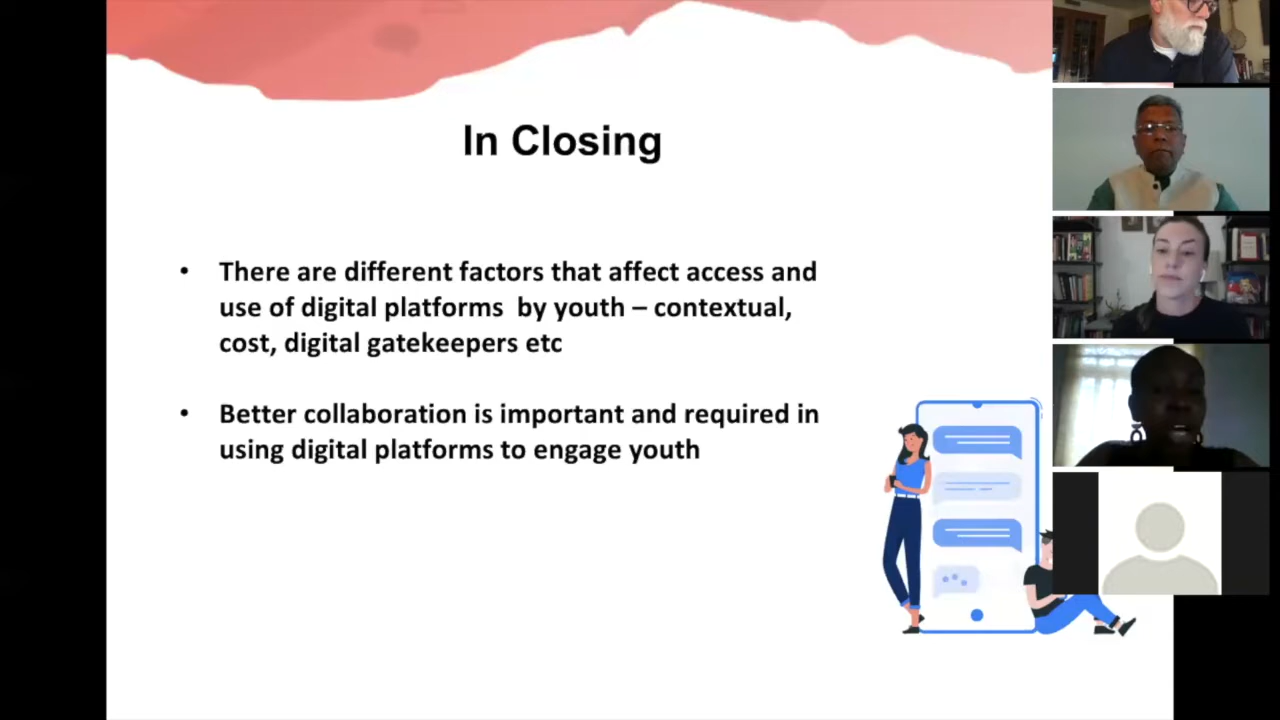 In Closing
• There are different factors that affect access and
use of digital platforms  by youth – contextual,
cost, digital gatekeepers etc
• Better collaboration is important and required in
using digital platforms to engage youth